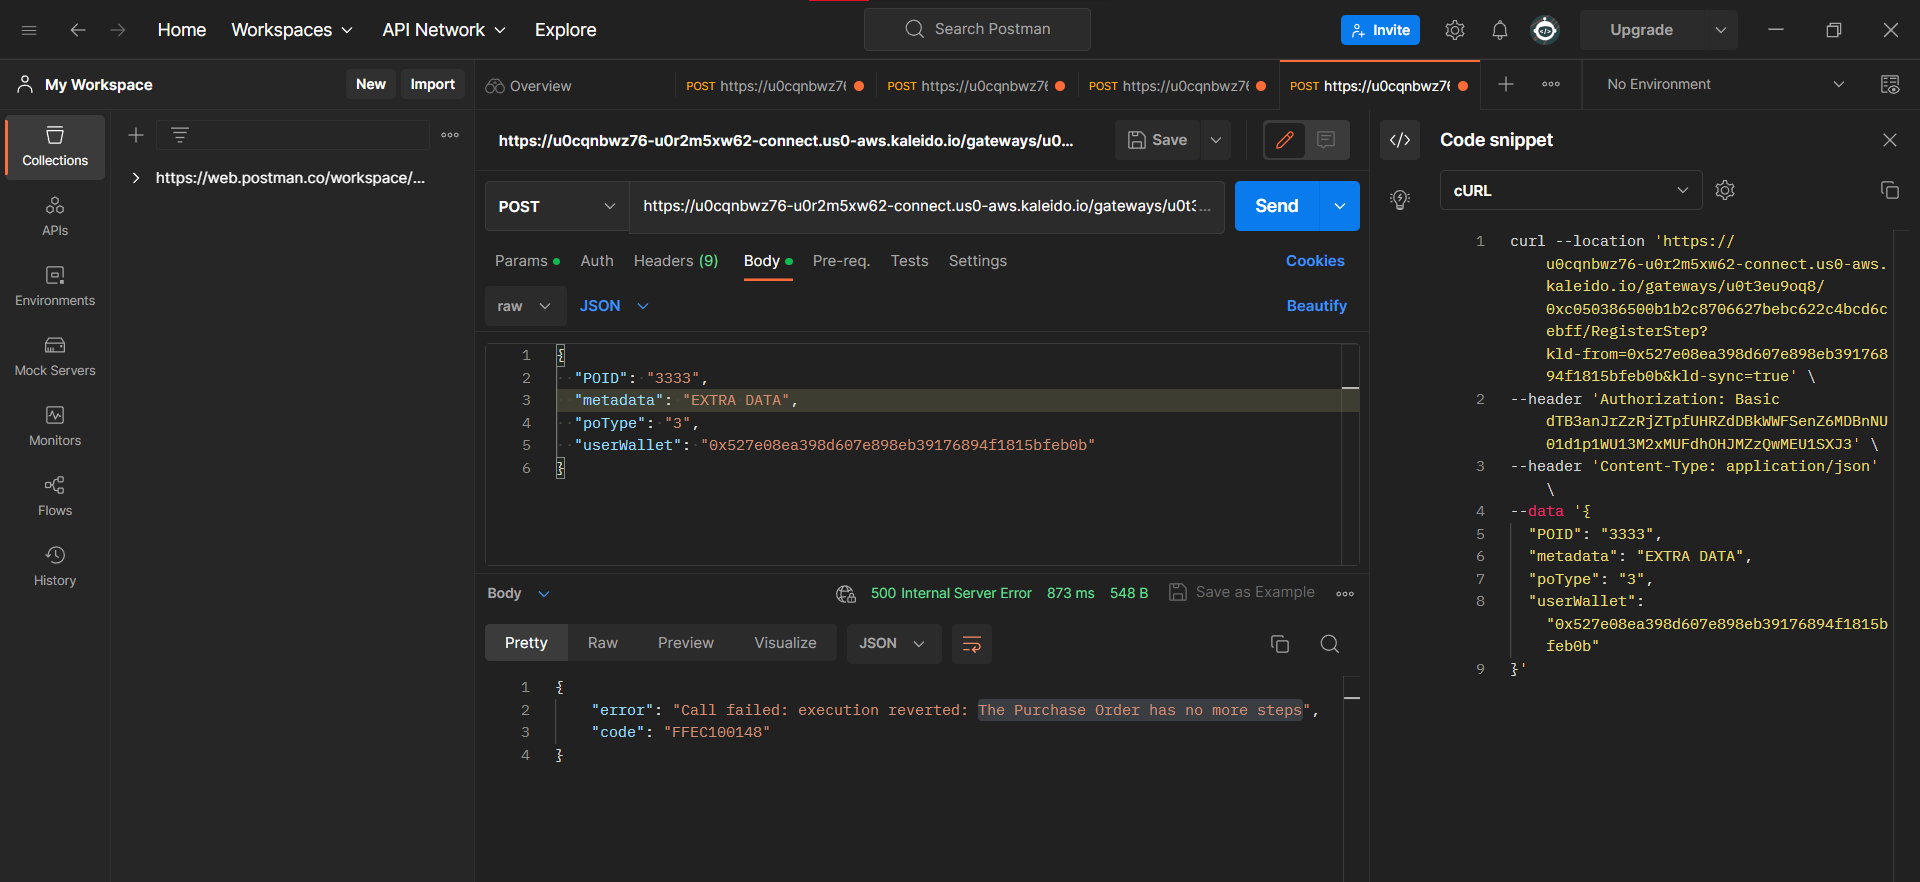 Home Workspaces API Network Explore
Search Postman
Invite
Upgrade
My Workspace
New Import
Overview
POST https://u0cqnbwz76
POST https://u0cqnbwz76
POST https://u0cqnbwz76
POST https://u0cqnbwz76
No Environment
Collections
APIs
Environments
Mock Servers
Monitors
Flows
History
https://web.postman.co/workspace/...
https://u0cqnbwz76-u0r2m5xw62-connect.us0-aws.kaleido.io/gateways/u0...
Save
POST
https://u0cqnbwz76-u0r2m5xw62-connect.us0-aws.kaleido.io/gateways/u0t3...
Send
Params Auth Headers (9) Body Pre-req. Tests Settings
Cookies
raw JSON
Beautify
1 {
2 "POID": "3333",
3 "metadata": "EXTRA DATA",
4 "poType": "3",
5 "userWallet": "0x527e08ea398d607e898eb39176894f1815bfeb0b"
6 }
Body
500 Internal Server Error 873 ms 548 B Save as Example
Pretty Raw Preview Visualize JSON
1 {
2 "error": "Call failed: execution reverted: The Purchase Order has no more steps",
3 "code": "FFEC100148"
4 }
Code snippet
cURL
1 curl --location 'https://
u0cqnbwz76-u0r2m5xw62-connect.us0-aws.
kaleido.io/gateways/u0t3eu9oq8/
0xc050386500b1b2c8706627bebc622c4bcd6c
ebff/RegisterStep?
kld-from=0x527e08ea398d607e898eb391768
94f1815bfeb0b&kld-sync=true' \
2 --header 'Authorization: Basic
dTB3anJrZzRjZTpfUHRZdDBkWWFSenZ6MDBnNU
01d1p1WU13M2xMUFdhOHJMZzQwMEU1SXJ3' \
3 --header 'Content-Type: application/json'
\
4 --data '{
5 "POID": "3333",
6 "metadata": "EXTRA DATA",
7 "poType": "3",
8 "userWallet":
"0x527e08ea398d607e898eb39176894f1815b
feb0b"
9 }'